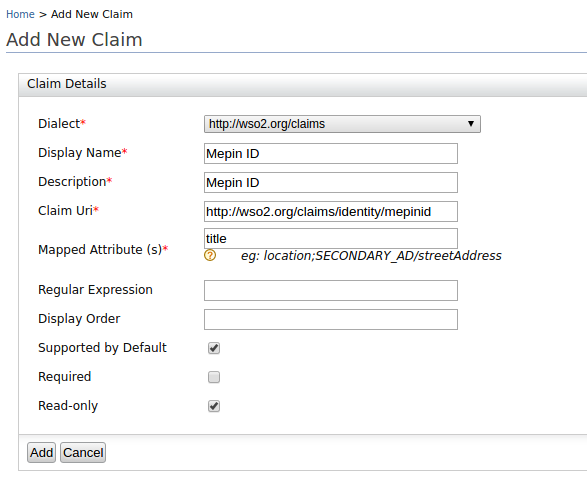 Home > Add New Claim
Add New Claim
Claim Details
Dialect* http://wso2.org/claims
Display Name* Mepin ID
Description* Mepin ID
Claim Uri* http://wso2.org/claims/identity/mepinid
Mapped Attribute (s)* title
? eg: location;SECONDARY_AD/streetAddress
Regular Expression
Display Order
Supported by Default
Required
Read-only
Add Cancel